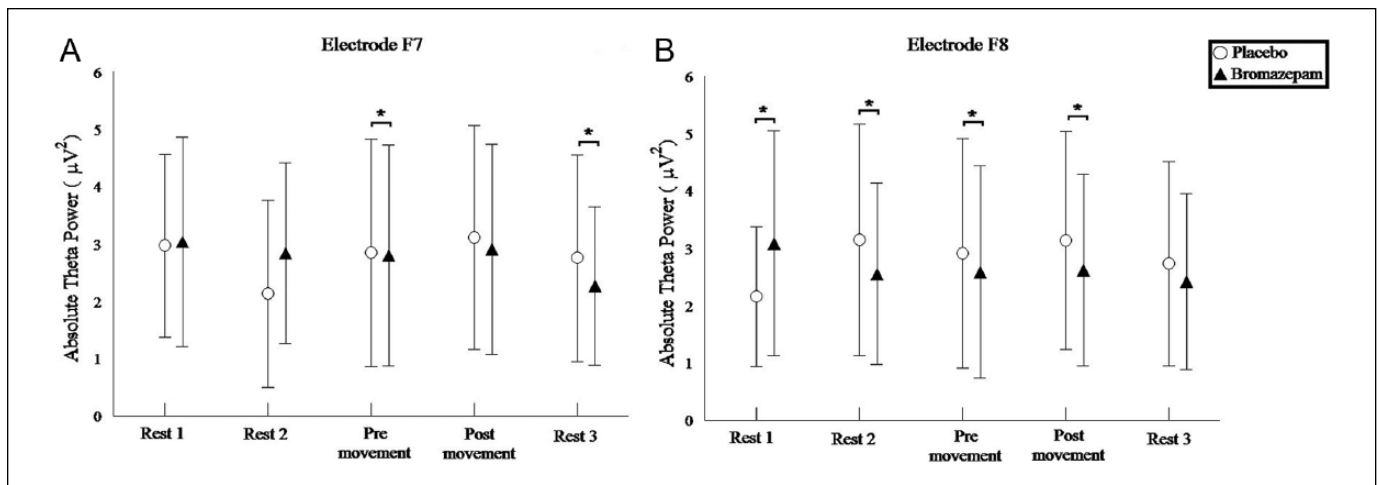 A
Electrode F7
Absolute Theta Power ( μV²)
6
5
4
3
2
1
0
*
*
Rest 1
Rest 2
Pre
movement
Post
movement
Rest 3
B
Electrode F8
Placebo
Bromazepam
Absolute Theta Power ( μV²)
6
5
4
3
2
1
0
*
*
*
*
Rest 1
Rest 2
Pre
movement
Post
movement
Rest 3